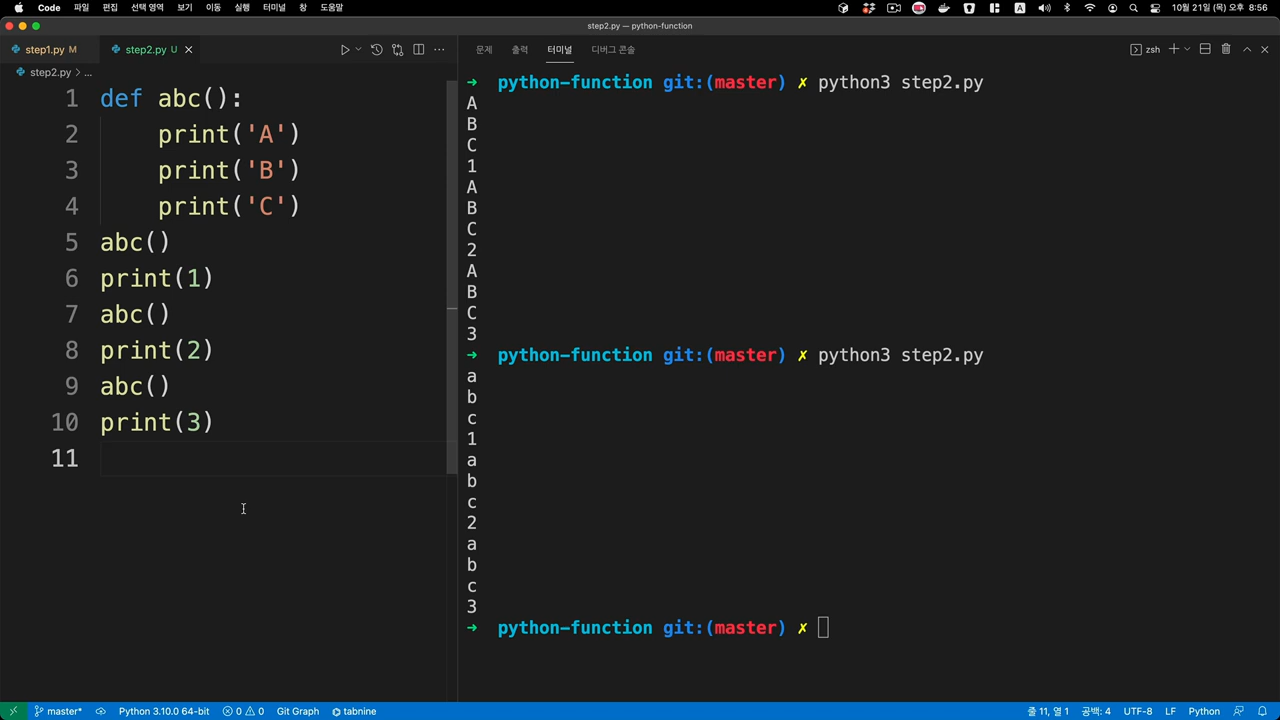 Code 파일 편집 선택 영역 보기 이동 실행 터미널 창 도움말 A 10월 21일 (목) 오후 8:56
step2.py — python-function
step1.py M step2.py U
step2.py > ...
1 def abc():
2 print('A')
3 print('B')
4 print('C')
5 abc()
6 print(1)
7 abc()
8 print(2)
9 abc()
10 print(3)
11
문제 출력 터미널 디버그 콘솔 zsh
→ python-function git:(master) ✗ python3 step2.py
A
B
C
1
A
B
C
2
A
B
C
3
→ python-function git:(master) ✗ python3 step2.py
a
b
c
1
a
b
c
2
a
b
c
3
→ python-function git:(master) ✗
master* Python 3.10.0 64-bit 0 0 Git Graph tabnine 줄 11, 열 1 공백: 4 UTF-8 LF Python